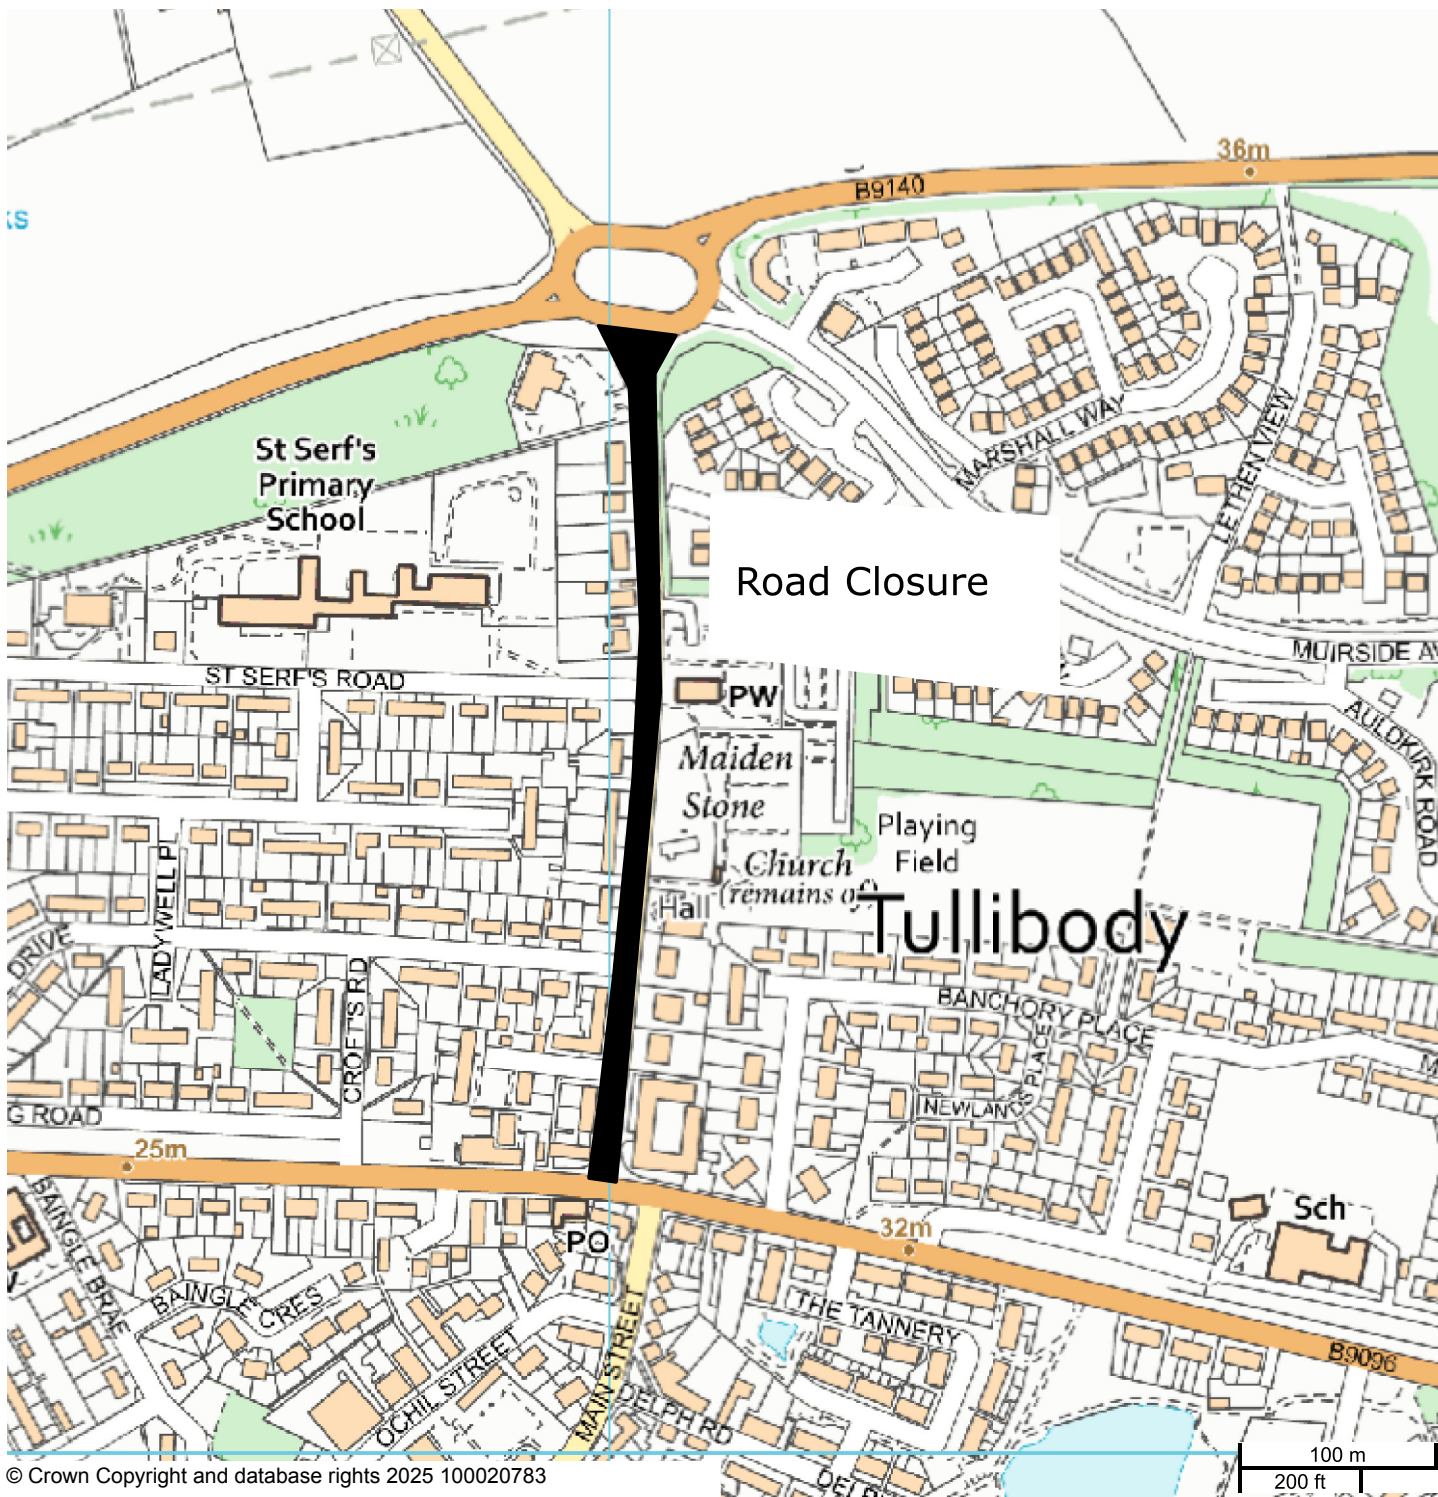 36m
B9140
KS
St Serf's
Primary
School
MARSHALL WAY
LETHEN VIEW
Road Closure
MUIRSIDE AV
ST SERF'S ROAD
PW
AULDKIRK ROAD
Maiden
Stone
Playing
Field
Church
(remains of)
Hall
Tullibody
LADYWELL PL
DRIVE
CROFTS RD
BANCHORY PLACE
NEWLANDS PLACE
M
G ROAD
25m
BAINGLE BRAE
Sch
32m
PO
BAINGLE CRES
THE TANNERY
OCHIL STREET
MAIN STREET
DELPH RD
B9096
DELPH
100 m
200 ft
© Crown Copyright and database rights 2025 100020783